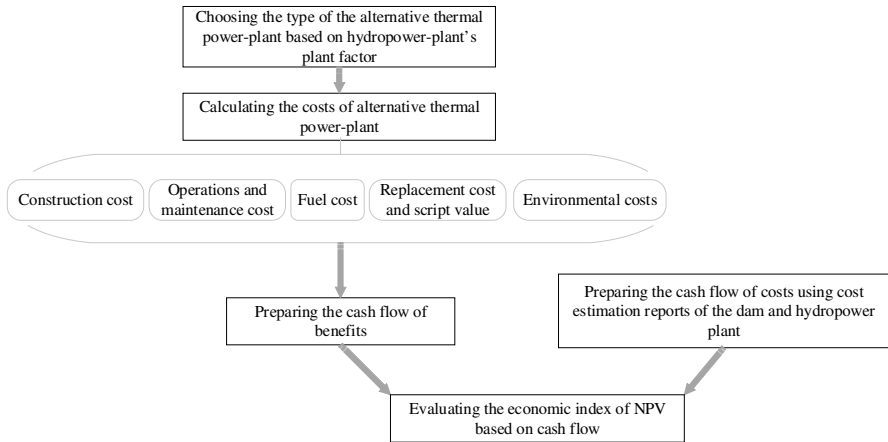 Choosing the type of the alternative thermal
power-plant based on hydropower-plant's
plant factor
Calculating the costs of alternative thermal
power-plant
Construction cost
Operations and
maintenance cost
Fuel cost
Replacement cost
and script value
Environmental costs
Preparing the cash flow of
benefits
Preparing the cash flow of costs using cost
estimation reports of the dam and hydropower
plant
Evaluating the economic index of NPV
based on cash flow